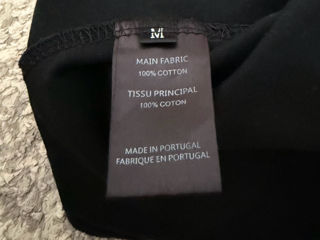 M
MAIN FABRIC
100% COTTON
TISSU PRINCIPAL
100% COTON
MADE IN PORTUGAL
FABRIQUE EN PORTUGAL